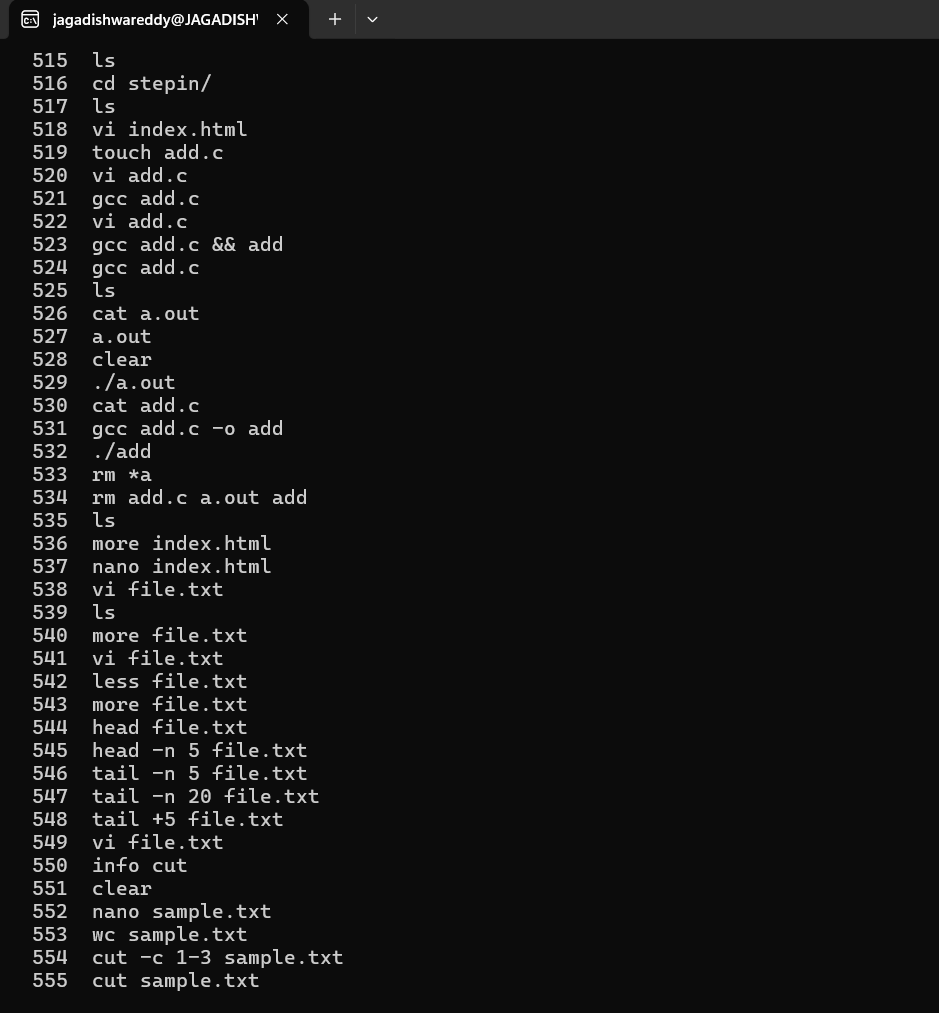 jagadishwareddy@JAGADISH
515 ls
516 cd stepin/
517 ls
518 vi index.html
519 touch add.c
520 vi add.c
521 gcc add.c
522 vi add.c
523 gcc add.c && add
524 gcc add.c
525 ls
526 cat a.out
527 a.out
528 clear
529 ./a.out
530 cat add.c
531 gcc add.c -o add
532 ./add
533 rm *a
534 rm add.c a.out add
535 ls
536 more index.html
537 nano index.html
538 vi file.txt
539 ls
540 more file.txt
541 vi file.txt
542 less file.txt
543 more file.txt
544 head file.txt
545 head -n 5 file.txt
546 tail -n 5 file.txt
547 tail -n 20 file.txt
548 tail +5 file.txt
549 vi file.txt
550 info cut
551 clear
552 nano sample.txt
553 wc sample.txt
554 cut -c 1-3 sample.txt
555 cut sample.txt